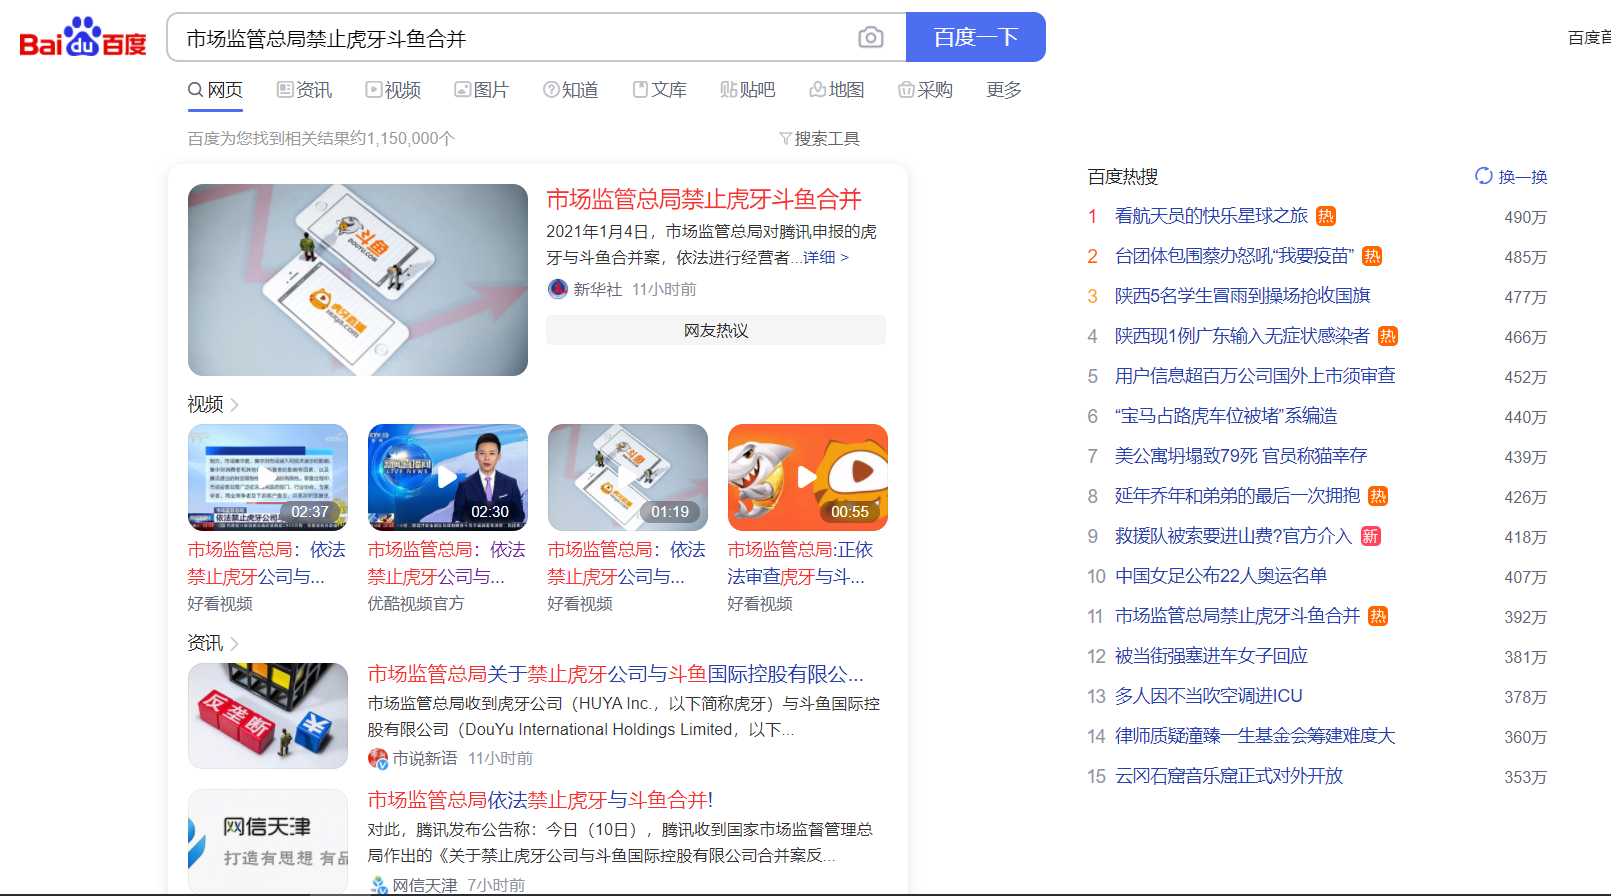 Baidu百度
市场监管总局禁止虎牙斗鱼合并
百度一下
百度首
网页 资讯 视频 图片 知道 文库 贴吧 地图 采购 更多
百度为您找到相关结果约1,150,000个
搜索工具
斗鱼
DOUYU.COM
虎牙直播
Huya.com
市场监管总局禁止虎牙斗鱼合并
2021年1月4日，市场监管总局对腾讯申报的虎
牙与斗鱼合并案，依法进行经营者...详细 >
新华社 11小时前
网友热议
视频
02:37
新闻直播间
LIVE NEWS
02:30
01:19
00:55
市场监管总局：依法
禁止虎牙公司与...
好看视频
市场监管总局：依法
禁止虎牙公司与...
优酷视频官方
市场监管总局：依法
禁止虎牙公司与...
好看视频
市场监管总局:正依
法审查虎牙与斗...
好看视频
资讯
反垄断
¥
市场监管总局关于禁止虎牙公司与斗鱼国际控股有限公...
市场监管总局收到虎牙公司（HUYA Inc.，以下简称虎牙）与斗鱼国际控
股有限公司（DouYu International Holdings Limited，以下...
市说新语 11小时前
网信天津
打造有思想 有品
市场监管总局依法禁止虎牙与斗鱼合并!
对此，腾讯发布公告称：今日（10日），腾讯收到国家市场监督管理总
局作出的《关于禁止虎牙公司与斗鱼国际控股有限公司合并案反...
网信天津 7小时前
百度热搜
换一换
1 看航天员的快乐星球之旅 热 490万
2 台团体包围蔡办怒吼“我要疫苗” 热 485万
3 陕西5名学生冒雨到操场抢收国旗 477万
4 陕西现1例广东输入无症状感染者 热 466万
5 用户信息超百万公司国外上市须审查 452万
6 “宝马占路虎车位被堵”系编造 440万
7 美公寓坍塌致79死 官员称猫幸存 439万
8 延年乔年和弟弟的最后一次拥抱 热 426万
9 救援队被索要进山费?官方介入 新 418万
10 中国女足公布22人奥运名单 407万
11 市场监管总局禁止虎牙斗鱼合并 热 392万
12 被当街强塞进车女子回应 381万
13 多人因不当吹空调进ICU 378万
14 律师质疑潼臻一生基金会筹建难度大 360万
15 云冈石窟音乐窟正式对外开放 353万